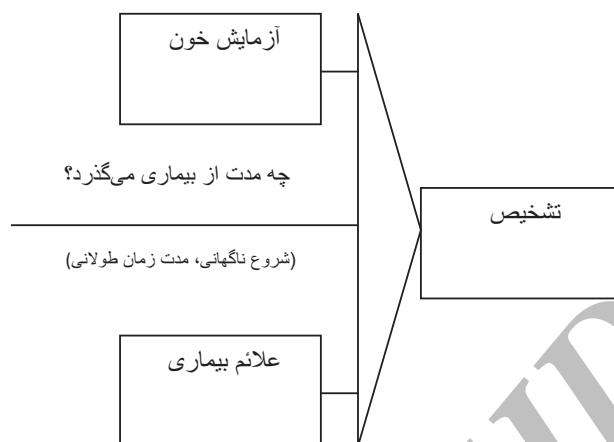 آزمایش خون
چه مدت از بیماری می‌گذرد؟
تشخیص
(شروع ناگهانی، مدت زمان طولانی)
علائم بیماری